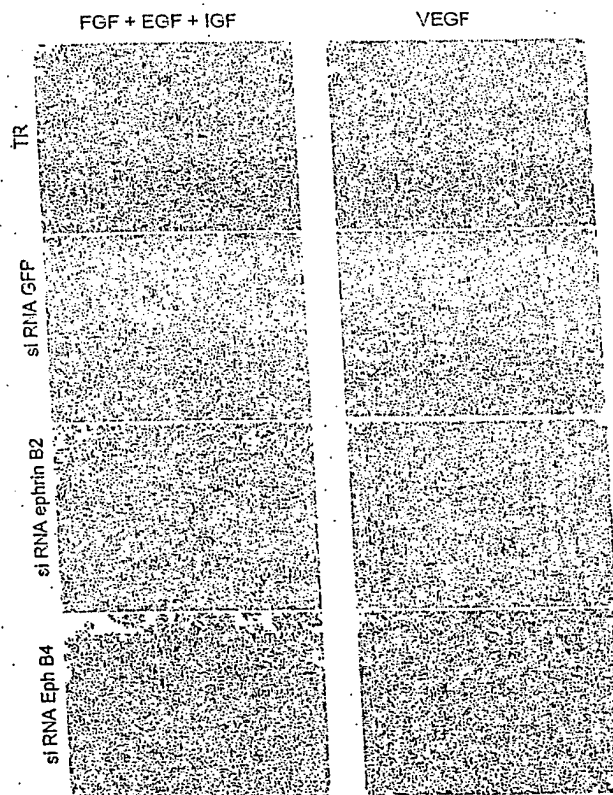 FGF + EGF + IGF
VEGF
TR
si RNA GFP
si RNA ephrin B2
si RNA Eph B4